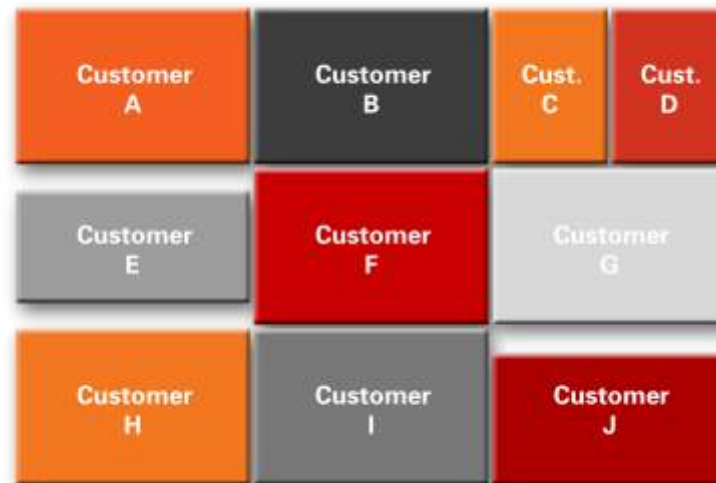 Customer
A
Customer
B
Cust.
C
Cust.
D
Customer
E
Customer
F
Customer
G
Customer
H
Customer
I
Customer
J